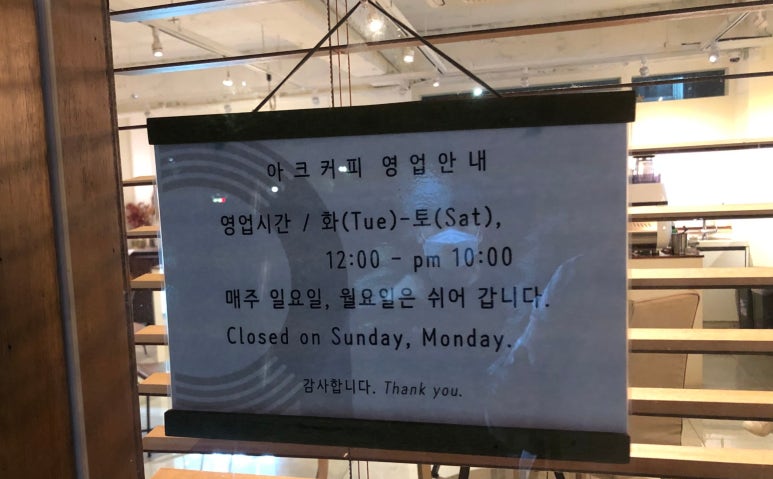 아크커피 영업안내
영업시간 / 화(Tue)-토(Sat),
12:00 - pm 10:00
매주 일요일, 월요일은 쉬어 갑니다.
Closed on Sunday, Monday.
감사합니다. Thank you.